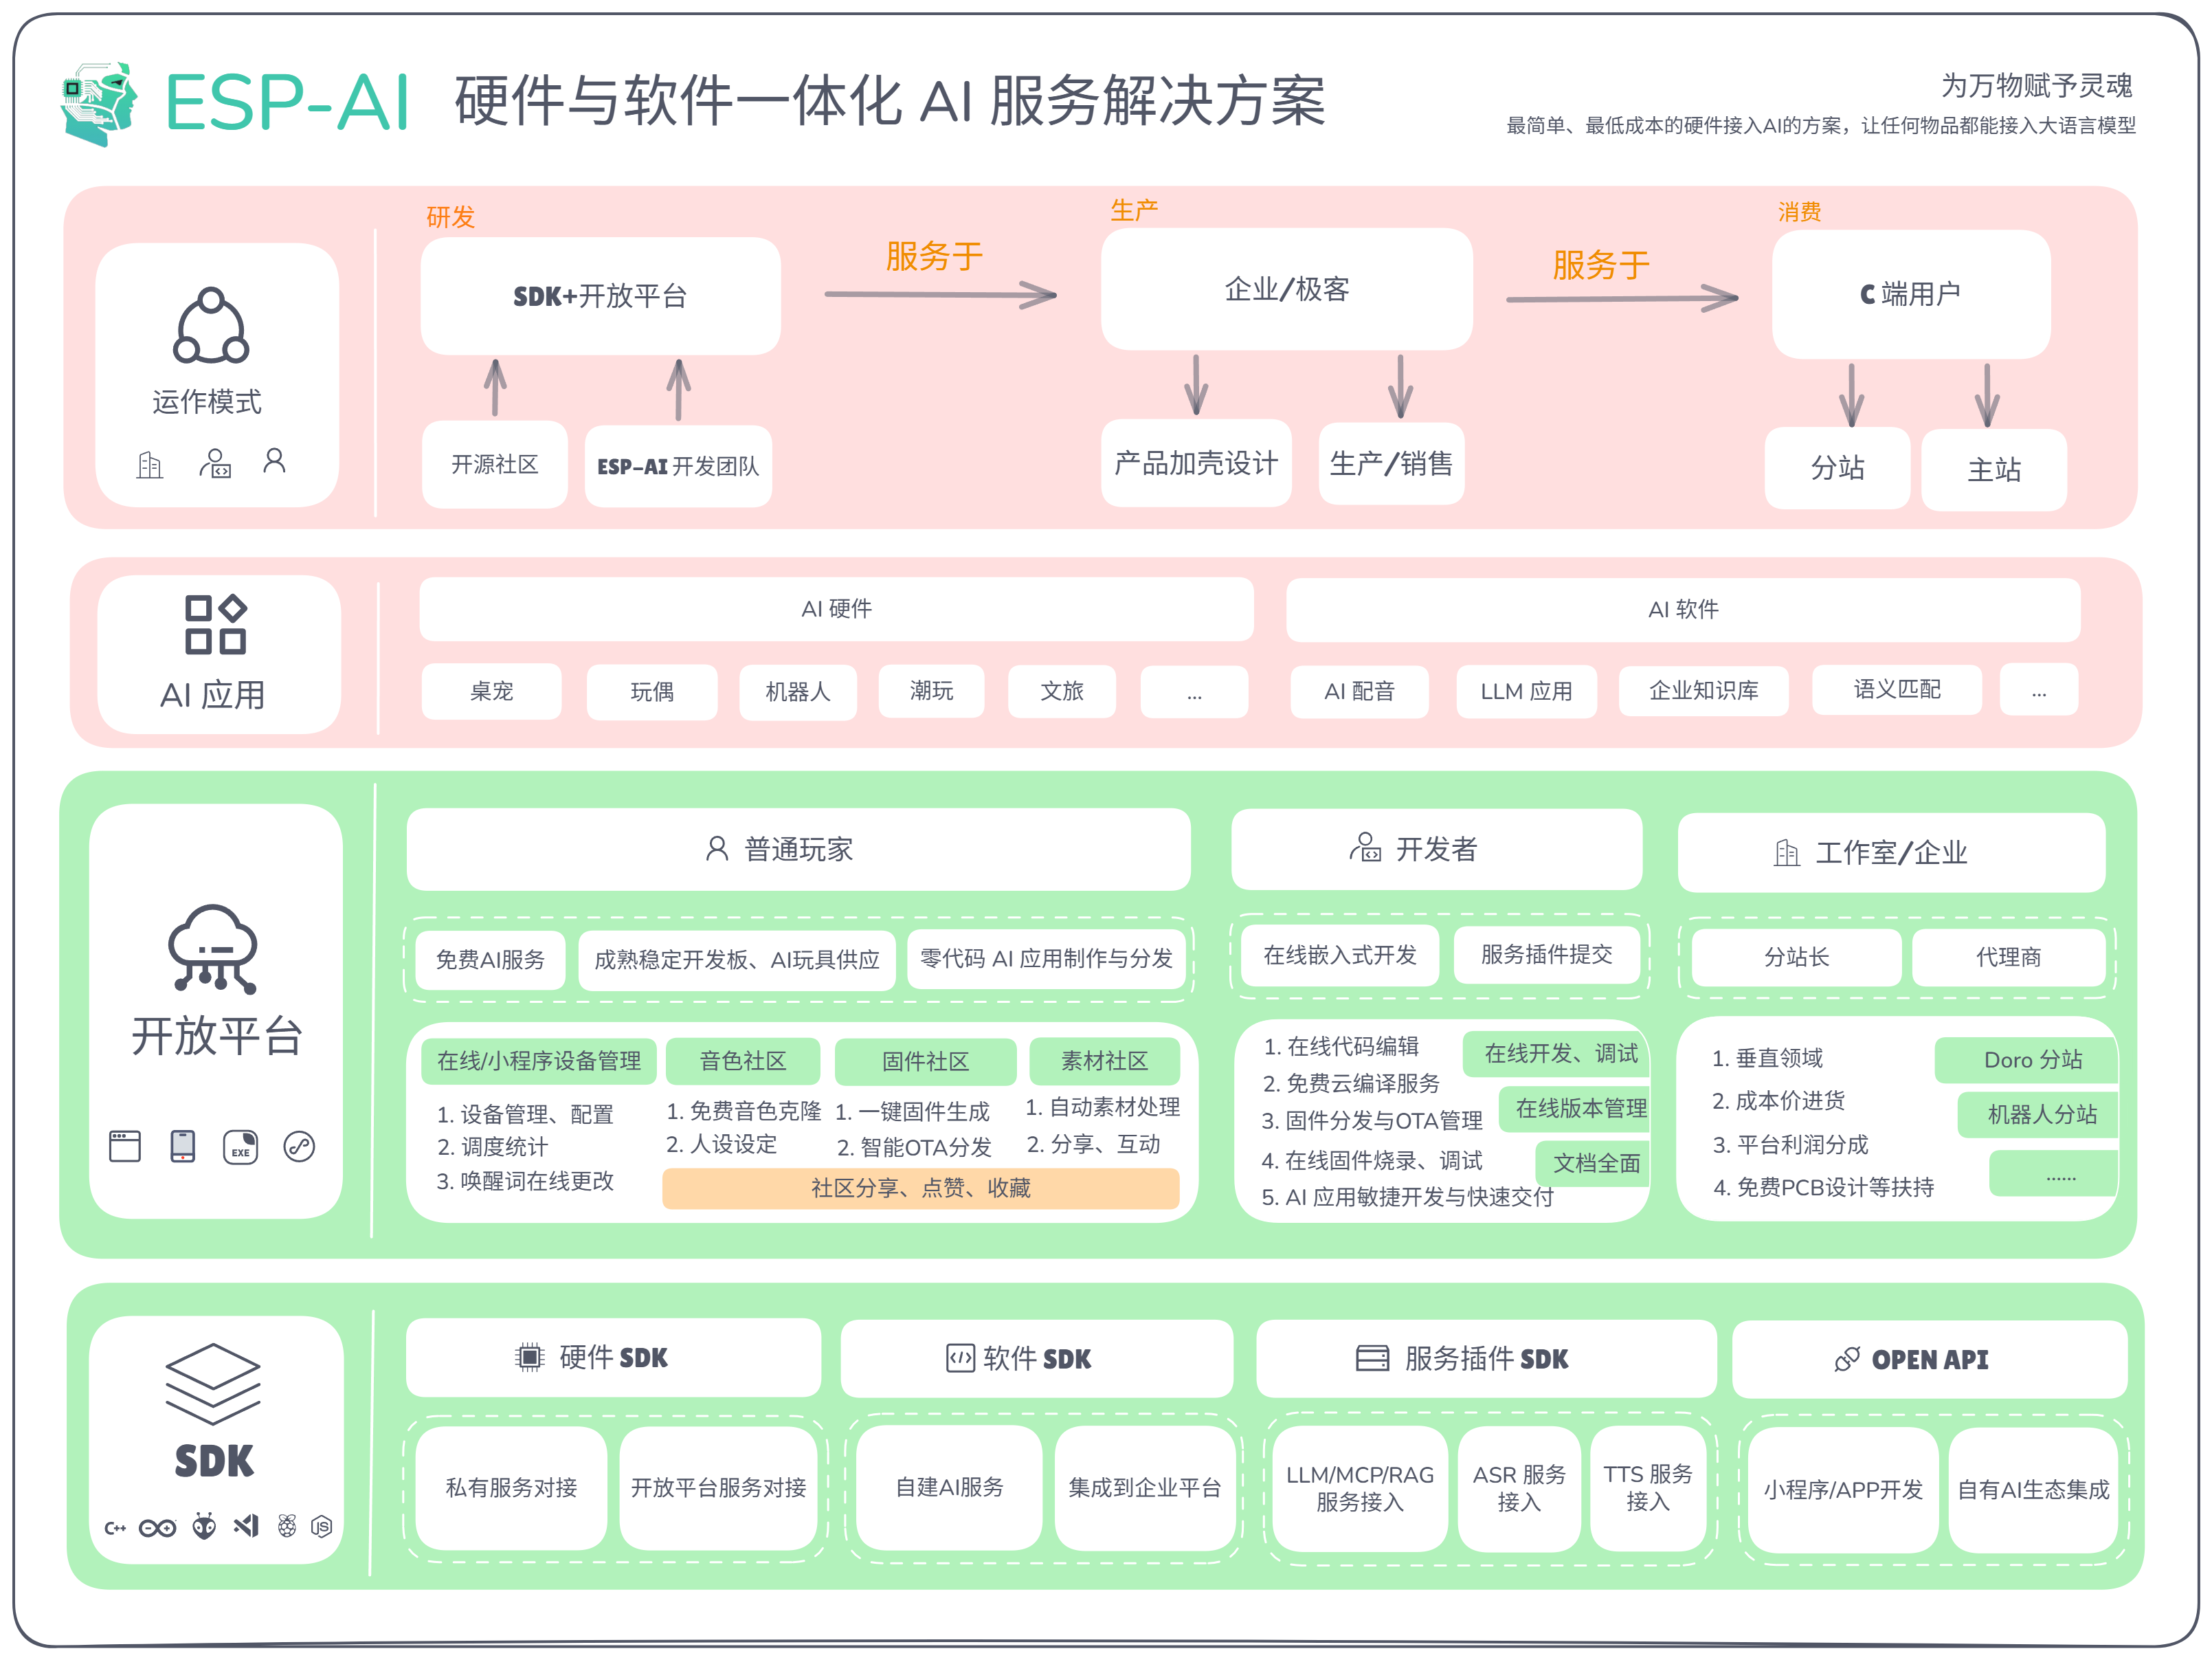 ESP-AI 硬件与软件一体化 AI 服务解决方案
为万物赋予灵魂
最简单、最低成本的硬件接入AI的方案，让任何物品都能接入大语言模型
运作模式
研发
SDK+开放平台
服务于
生产
企业/极客
服务于
消费
C 端用户
开源社区
ESP-AI 开发团队
产品加壳设计
生产/销售
分站
主站
AI 应用
AI 硬件
AI 软件
桌宠
玩偶
机器人
潮玩
文旅
...
AI 配音
LLM 应用
企业知识库
语义匹配
...
开放平台
EXE
普通玩家
开发者
工作室/企业
免费AI服务
成熟稳定开发板、AI玩具供应
零代码 AI 应用制作与分发
在线嵌入式开发
服务插件提交
分站长
代理商
在线/小程序设备管理
1. 设备管理、配置
2. 调度统计
3. 唤醒词在线更改
音色社区
1. 免费音色克隆
2. 人设设定
固件社区
1. 一键固件生成
2. 智能OTA分发
素材社区
1. 自动素材处理
2. 分享、互动
社区分享、点赞、收藏
1. 在线代码编辑
2. 免费云编译服务
3. 固件分发与OTA管理
4. 在线固件烧录、调试
5. AI 应用敏捷开发与快速交付
在线开发、调试
在线版本管理
文档全面
1. 垂直领域
2. 成本价进货
3. 平台利润分成
4. 免费PCB设计等扶持
Doro 分站
机器人分站
......
SDK
C++
JS
硬件 SDK
软件 SDK
服务插件 SDK
OPEN API
私有服务对接
开放平台服务对接
自建AI服务
集成到企业平台
LLM/MCP/RAG
服务接入
ASR 服务
接入
TTS 服务
接入
小程序/APP开发
自有AI生态集成